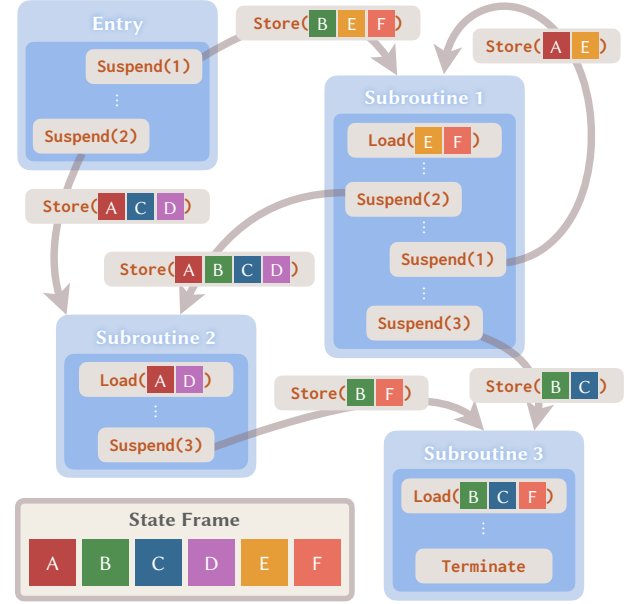 Entry
Suspend(1)
⋮
Suspend(2)
Store(B E F)
Store(A E)
Subroutine 1
Load(E F)
⋮
Suspend(2)
⋮
Suspend(1)
⋮
Suspend(3)
Store(A C D)
Store(A B C D)
Subroutine 2
Load(A D)
⋮
Suspend(3)
Store(B F)
Store(B C)
Subroutine 3
Load(B C F)
⋮
Terminate
State Frame
A B C D E F